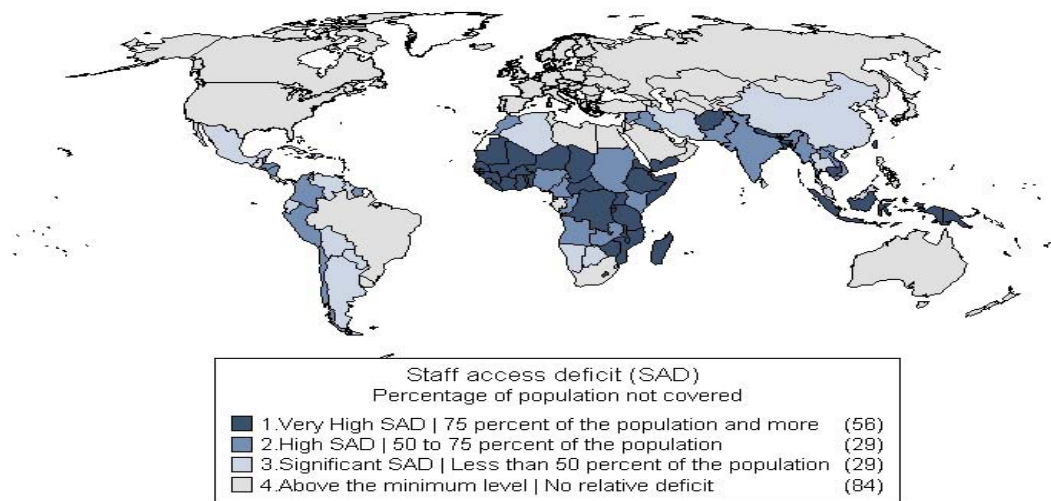 Staff access deficit (SAD)
Percentage of population not covered
1.Very High SAD | 75 percent of the population and more (56)
2.High SAD | 50 to 75 percent of the population (29)
3.Significant SAD | Less than 50 percent of the population (29)
4.Above the minimum level | No relative deficit (84)